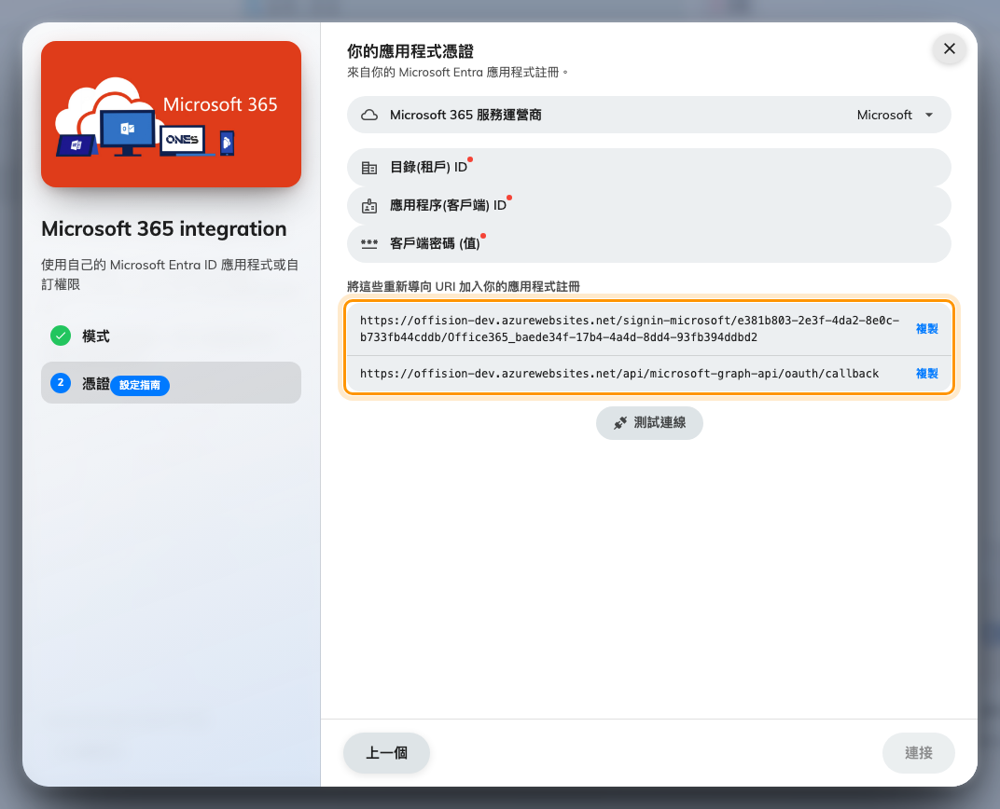 Microsoft 365
ONES
Microsoft 365 integration
使用自己的 Microsoft Entra ID 應用程式或自
訂權限
模式
2 憑證 設定指南
你的應用程式憑證
來自你的 Microsoft Entra 應用程式註冊。
Microsoft 365 服務運營商 Microsoft
目錄(租戶) ID
應用程序(客戶端) ID
客戶端密碼 (值)
將這些重新導向 URI 加入你的應用程式註冊
https://offision-dev.azurewebsites.net/signin-microsoft/e381b803-2e3f-4da2-8e0c-
b733fb44cddb/Office365_baede34f-17b4-4a4d-8dd4-93fb394ddbd2
複製
https://offision-dev.azurewebsites.net/api/microsoft-graph-api/oauth/callback 複製
測試連線
上一個
連接